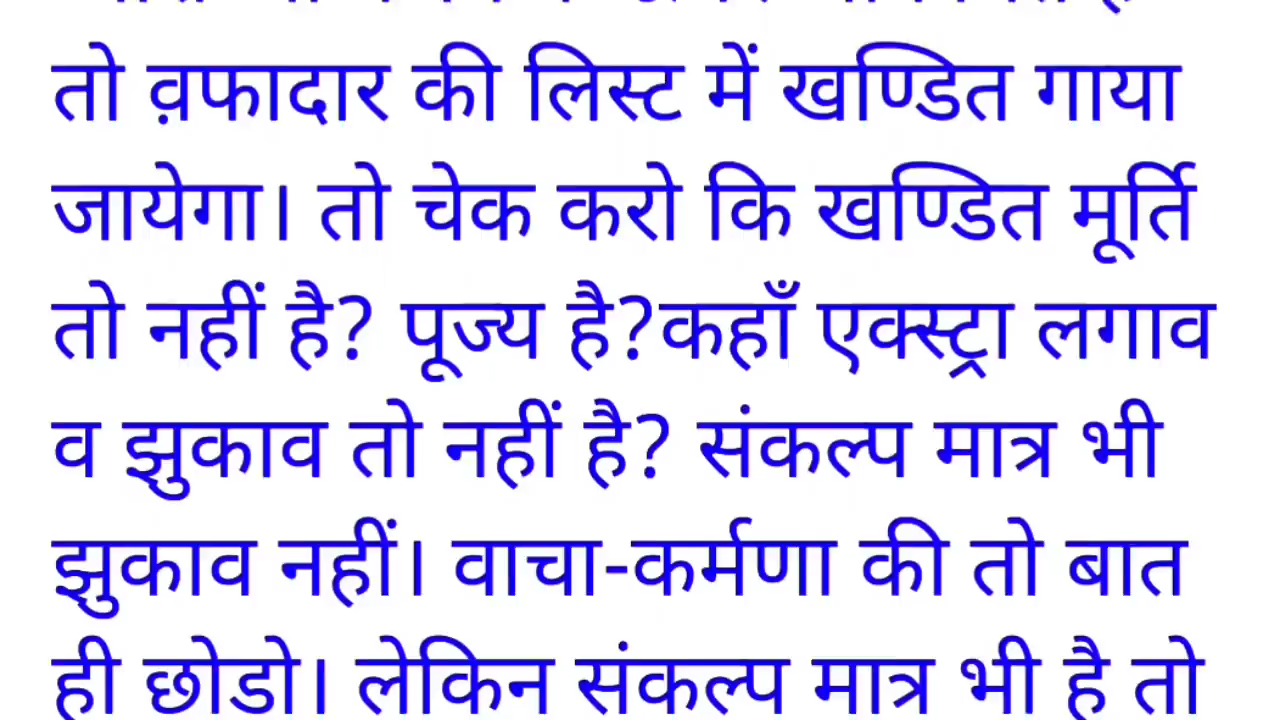 तो व़फादार की लिस्ट में खण्डित गाया
जायेगा। तो चेक करो कि खण्डित मूर्ति
तो नहीं है? पूज्य है?कहाँ एक्स्ट्रा लगाव
व झुकाव तो नहीं है? संकल्प मात्र भी
झुकाव नहीं। वाचा-कर्मणा की तो बात
ही छोडो। लेकिन संकल्प मात्र भी है तो